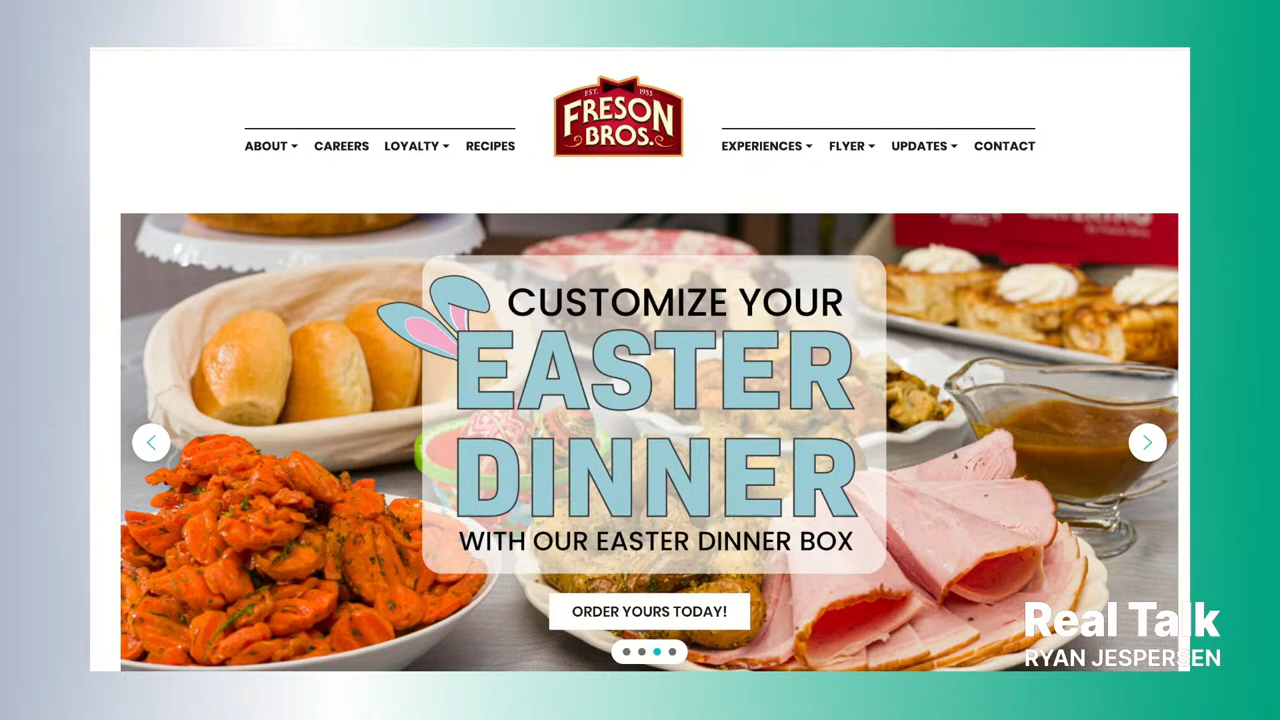 EST. 1955
FRESON
BROS.
ABOUT CAREERS LOYALTY RECIPES
EXPERIENCES FLYER UPDATES CONTACT
CATERING
CUSTOMIZE YOUR
EASTER
DINNER
WITH OUR EASTER DINNER BOX
ORDER YOURS TODAY!
Real Talk
RYAN JESPERSEN